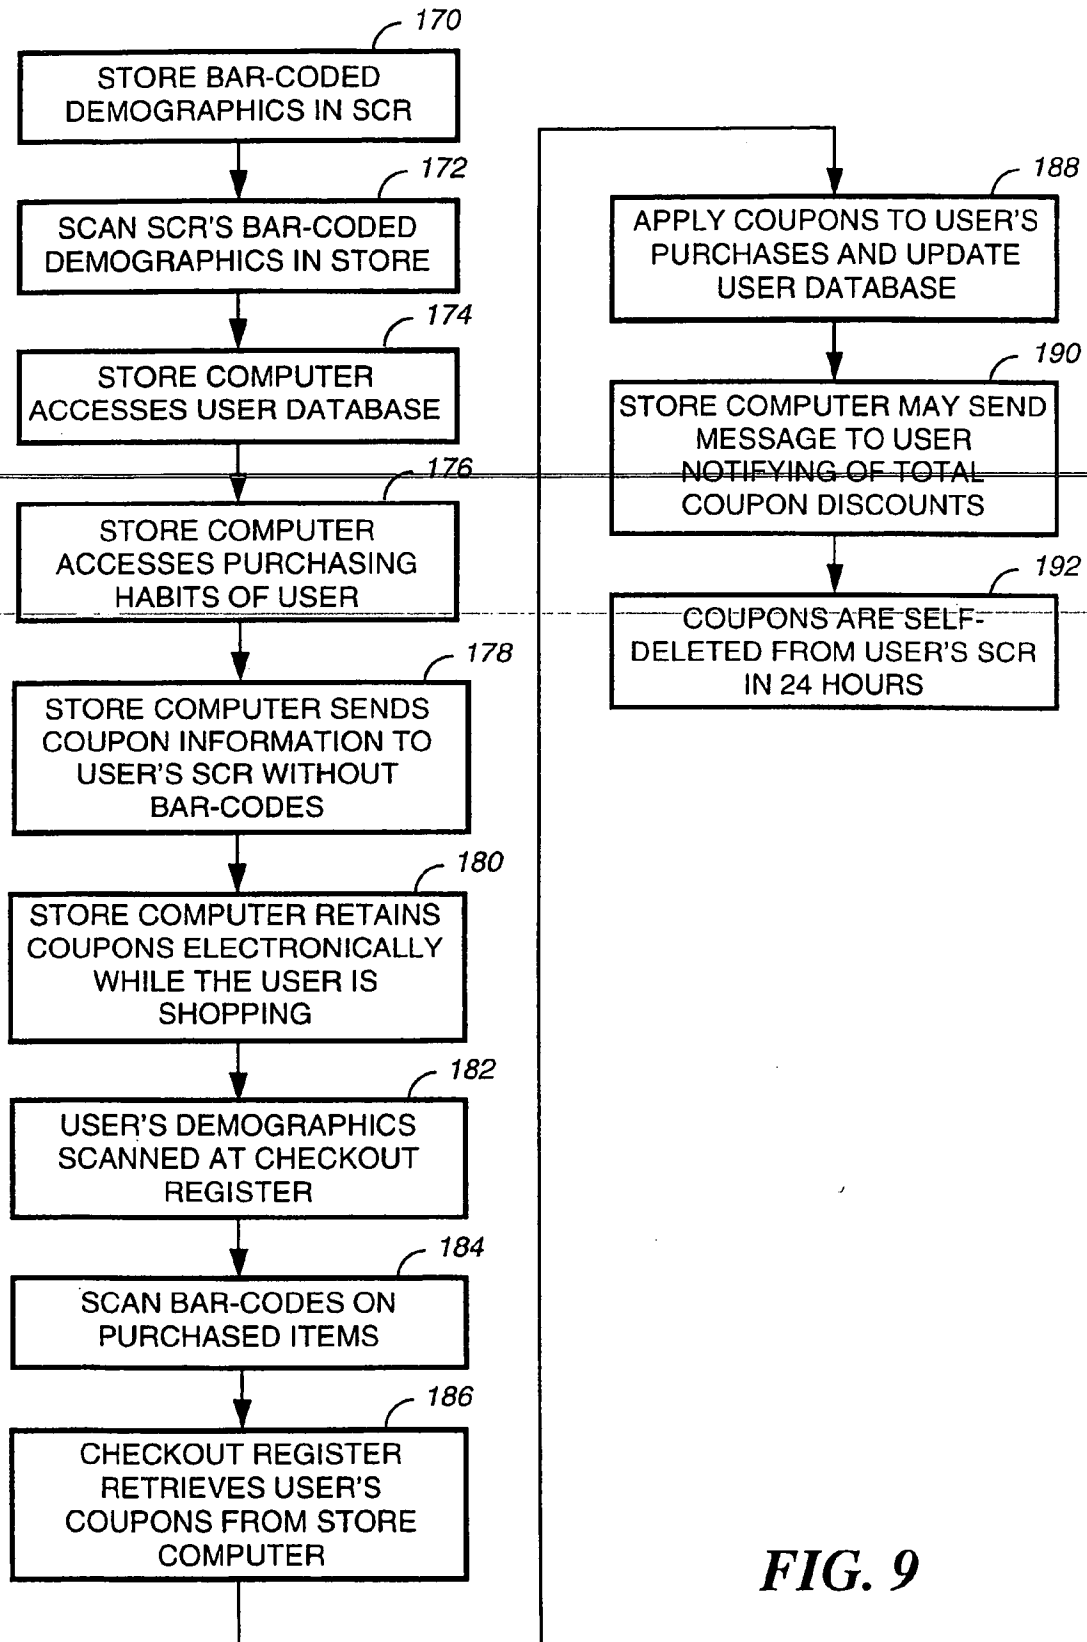 170
STORE BAR-CODED
DEMOGRAPHICS IN SCR
172
SCAN SCR'S BAR-CODED
DEMOGRAPHICS IN STORE
174
STORE COMPUTER
ACCESSES USER DATABASE
176
STORE COMPUTER
ACCESSES PURCHASING
HABITS OF USER
178
STORE COMPUTER SENDS
COUPON INFORMATION TO
USER'S SCR WITHOUT
BAR-CODES
180
STORE COMPUTER RETAINS
COUPONS ELECTRONICALLY
WHILE THE USER IS
SHOPPING
182
USER'S DEMOGRAPHICS
SCANNED AT CHECKOUT
REGISTER
184
SCAN BAR-CODES ON
PURCHASED ITEMS
186
CHECKOUT REGISTER
RETRIEVES USER'S
COUPONS FROM STORE
COMPUTER
188
APPLY COUPONS TO USER'S
PURCHASES AND UPDATE
USER DATABASE
190
STORE COMPUTER MAY SEND
MESSAGE TO USER
NOTIFYING OF TOTAL
COUPON DISCOUNTS
192
COUPONS ARE SELF-
DELETED FROM USER'S SCR
IN 24 HOURS
FIG. 9